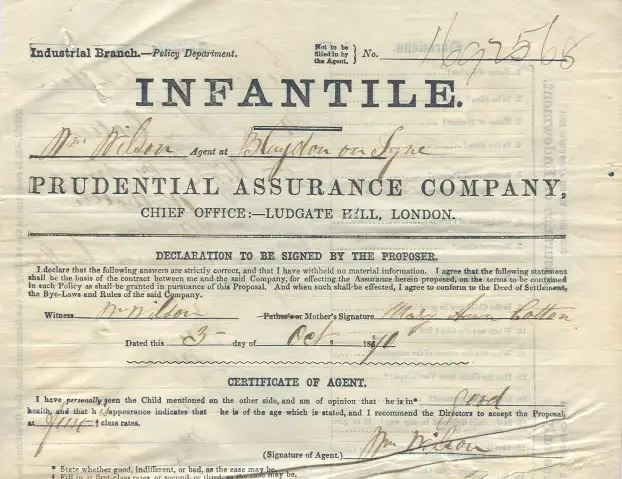 Industrial Branch.—Policy Department.
Not to be filled in by the Agent. } No. 1692568
INFANTILE.
Wm Wilson Agent at Blaydon on Tyne
PRUDENTIAL ASSURANCE COMPANY,
CHIEF OFFICE:—LUDGATE HILL, LONDON.
DECLARATION TO BE SIGNED BY THE PROPOSER.
I declare that the following answers are strictly correct, and that I have withheld no material information. I agree that the following statement
shall be the basis of the contract between me and the said Company, for effecting the Assurance herein proposed, on the terms to be contained
in such Policy as shall be granted in pursuance of this Proposal. And when such shall be effected, I agree to conform to the Deed of Settlement,
the Bye-Laws and Rules of the said Company.
Witness Wm Wilson Father's or Mother's Signature Mary Ann Cotton
Dated this 3 day of Oct. 1870
CERTIFICATE OF AGENT.
I have personally seen the Child mentioned on the other side, and am of opinion that he is in* good
health, and that his appearance indicates that he is of the age which is stated, and I recommend the Directors to accept the Proposal,
at first † class rates.
(Signature of Agent.) Wm Wilson
* State whether good, indifferent, or bad, as the case may be.
† Fill in at first-class rates, or second, or third, as the case may be.